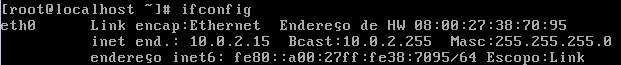 [root@localhost ~]# ifconfig
eth0 Link encap:Ethernet Endereço de HW 08:00:27:38:70:95
inet end.: 10.0.2.15 Bcast:10.0.2.255 Masc:255.255.255.0
endereço inet6: fe80::a00:27ff:fe38:7095/64 Escopo:Link